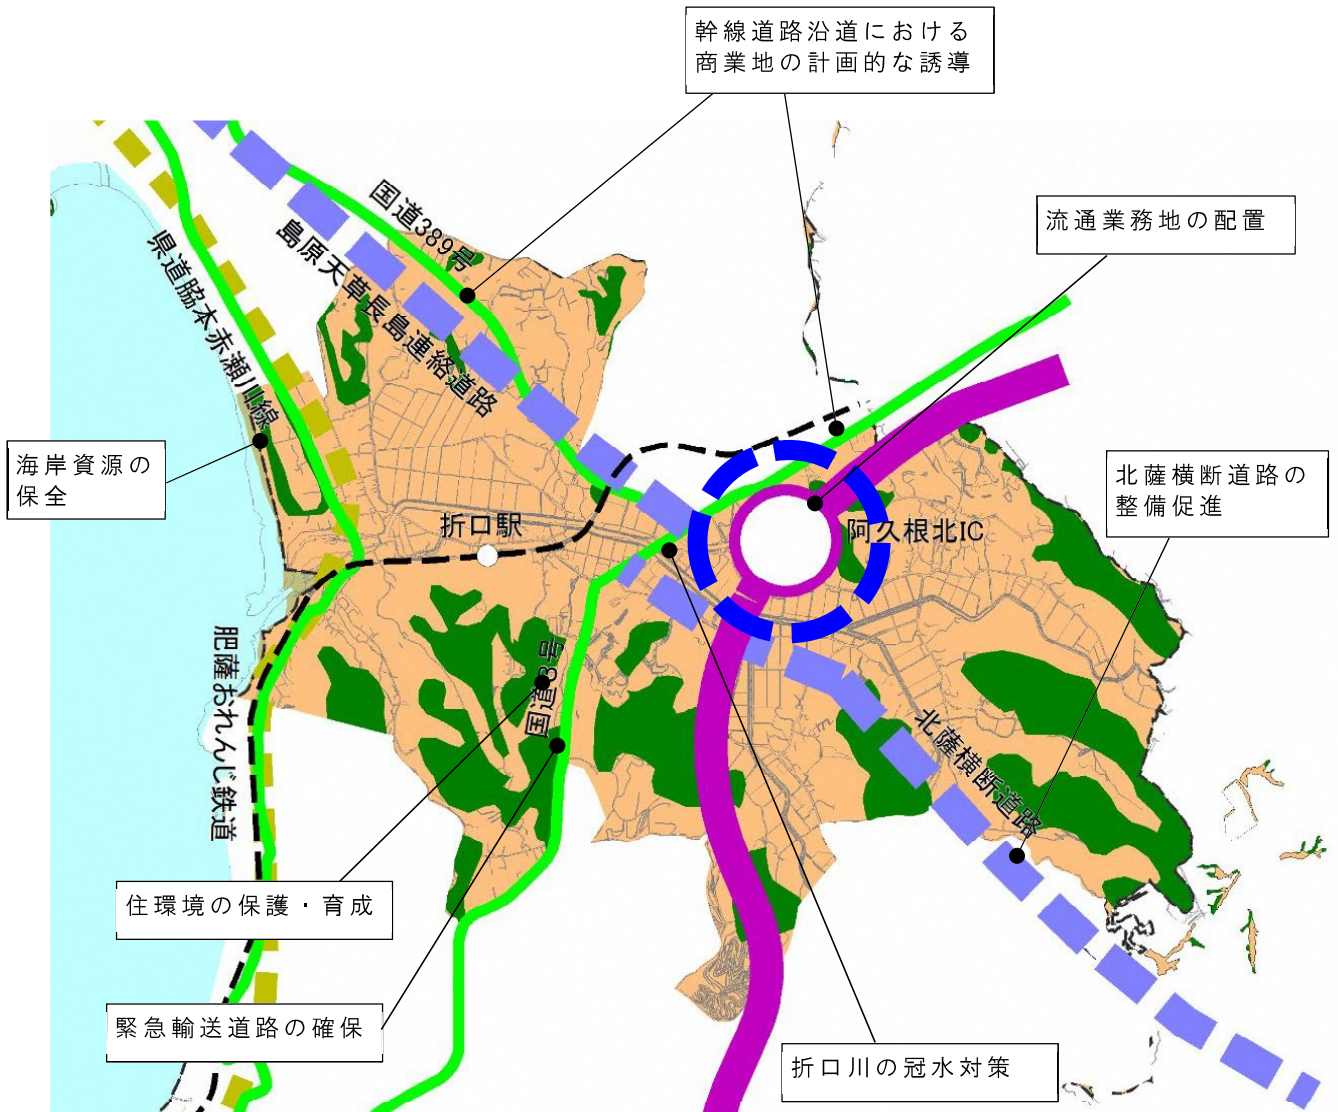 幹線道路沿道における
商業地の計画的な誘導
流通業務地の配置
国道389号
島原天草長島連絡道路
県道脇本赤瀬川線
海岸資源の
保全
北薩横断道路の
整備促進
折口駅
阿久根北IC
肥薩おれんじ鉄道
国道3号
北薩横断道路
住環境の保護・育成
緊急輸送道路の確保
折口川の冠水対策